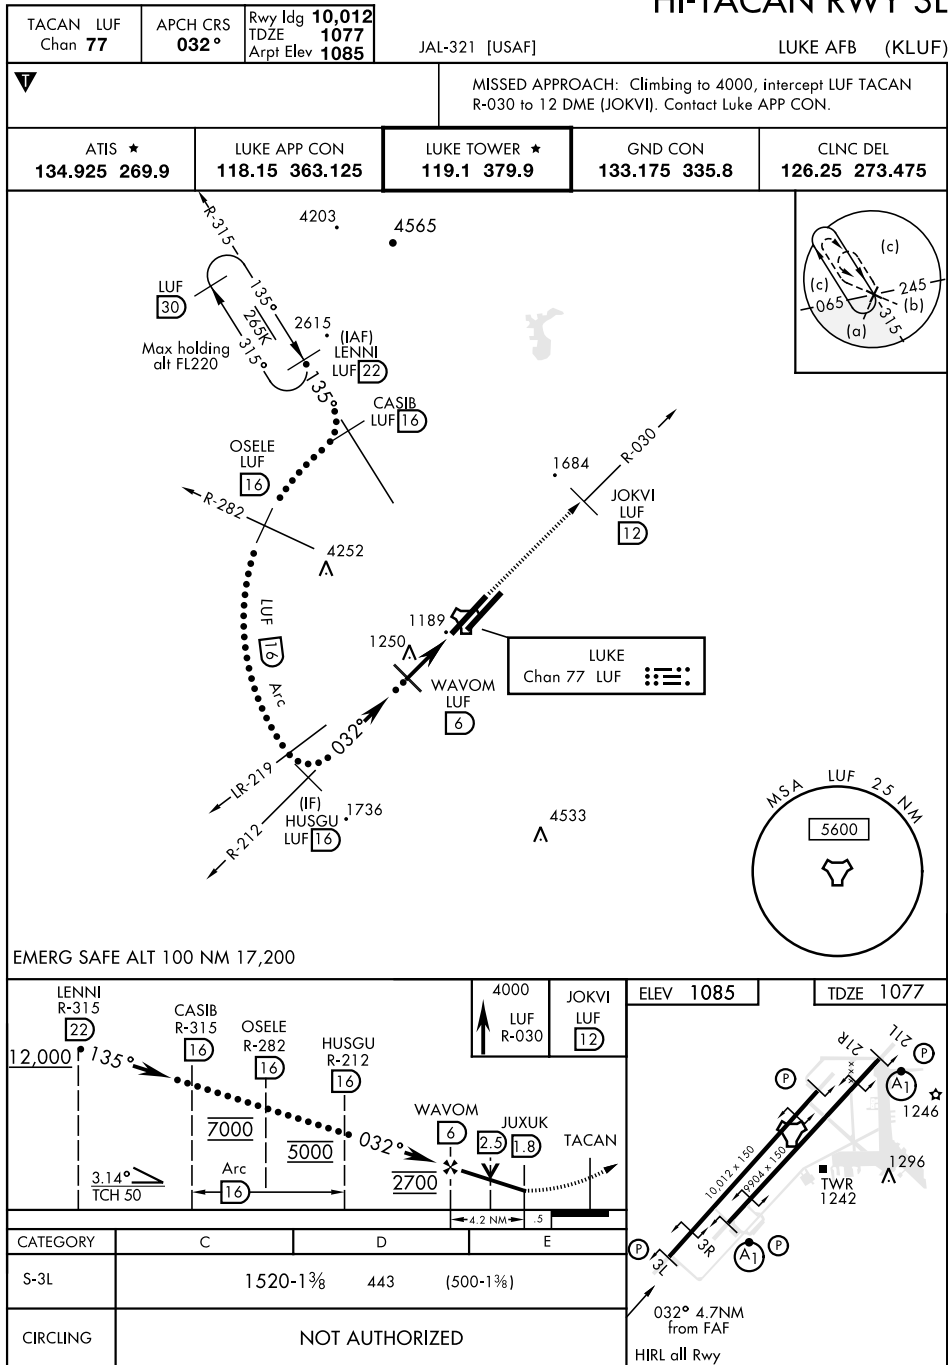 HI-TACAN RWY 3L
TACAN LUF
Chan 77
APCH CRS
032°
Rwy ldg 10,012
TDZE 1077
Arpt Elev 1085
JAL-321 [USAF]
LUKE AFB (KLUF)
T
MISSED APPROACH: Climbing to 4000, intercept LUF TACAN
R-030 to 12 DME (JOKVI). Contact Luke APP CON.
ATIS ★
134.925 269.9
LUKE APP CON
118.15 363.125
LUKE TOWER ★
119.1 379.9
GND CON
133.175 335.8
CLNC DEL
126.25 273.475
R-315
4203
4565
(c)
(c)
245
065
(b)
(a)
315
LUF
30
135°
265K
315°
Max holding
alt FL220
2615
(IAF)
LENNI
LUF 22
135°
CASIB
LUF 16
OSELE
LUF
16
R-282
4252
1684
R-030
JOKVI
LUF
12
LUF 16 Arc
1189
1250
WAVOM
LUF
6
LUKE
Chan 77 LUF
032°
LR-219
R-212
(IF)
HUSGU
LUF 16
1736
4533
MSA LUF 25 NM
5600
EMERG SAFE ALT 100 NM 17,200
LENNI
R-315
22
12,000
135°
CASIB
R-315
16
OSELE
R-282
16
HUSGU
R-212
16
7000
5000
032°
2700
3.14°
TCH 50
Arc
16
WAVOM
6
2.5
JUXUK
1.8
TACAN
4.2 NM
.5
4000
LUF
R-030
JOKVI
LUF
12
ELEV 1085
TDZE 1077
21R
21L
P
P
A1
1246
1296
TWR
1242
10,012 x 150
9904 x 150
3L
3R
P
A1
P
032° 4.7NM
from FAF
HIRL all Rwy
CATEGORY C D E
S-3L 1520-1⅜ 443 (500-1⅜)
CIRCLING NOT AUTHORIZED